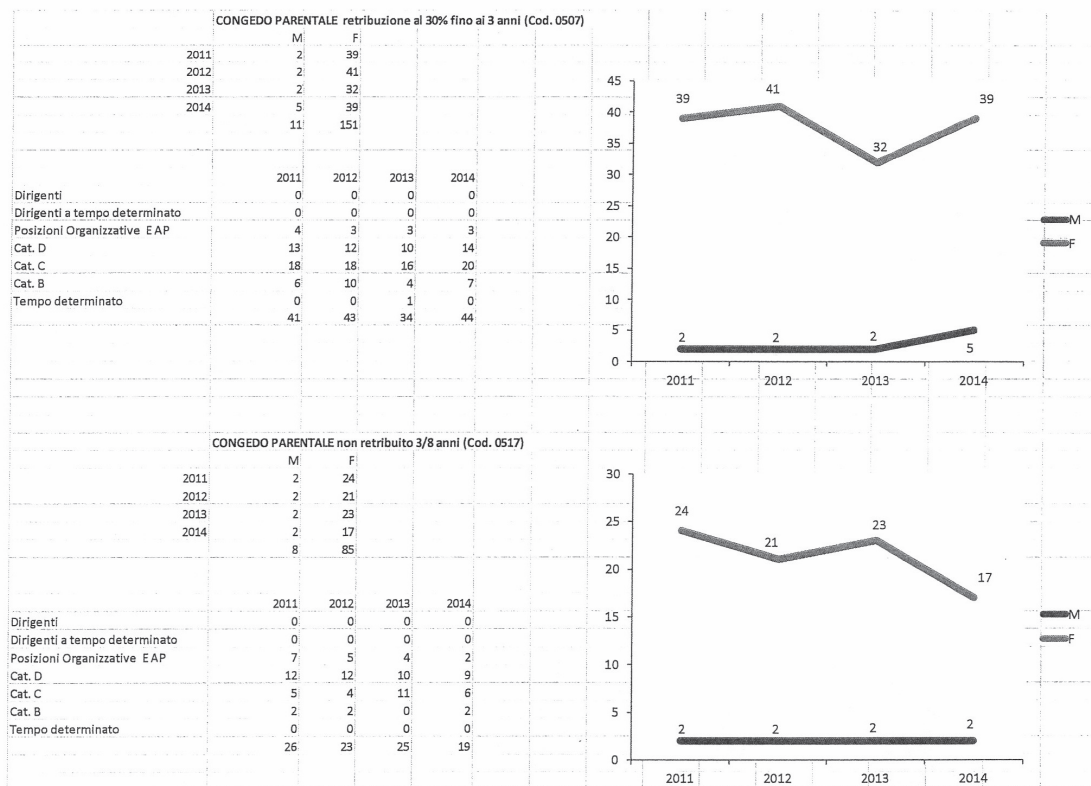 CONGEDO PARENTALE retribuzione al 30% fino ai 3 anni (Cod. 0507)
M F
2011 2 39
2012 2 41
2013 2 32
2014 5 39
11 151
2011 2012 2013 2014
Dirigenti 0 0 0 0
Dirigenti a tempo determinato 0 0 0 0
Posizioni Organizzative E AP 4 3 3 3
Cat. D 13 12 10 14
Cat. C 18 18 16 20
Cat. B 6 10 4 7
Tempo determinato 0 0 1 0
41 43 34 44
45
40
35
30
25
20
15
10
5
0
39 41 32 39
2 2 2 5
2011 2012 2013 2014
M
F
CONGEDO PARENTALE non retribuito 3/8 anni (Cod. 0517)
M F
2011 2 24
2012 2 21
2013 2 23
2014 2 17
8 85
2011 2012 2013 2014
Dirigenti 0 0 0 0
Dirigenti a tempo determinato 0 0 0 0
Posizioni Organizzative E AP 7 5 4 2
Cat. D 12 12 10 9
Cat. C 5 4 11 6
Cat. B 2 2 0 2
Tempo determinato 0 0 0 0
26 23 25 19
30
25
20
15
10
5
0
24 21 23 17
2 2 2 2
2011 2012 2013 2014
M
F